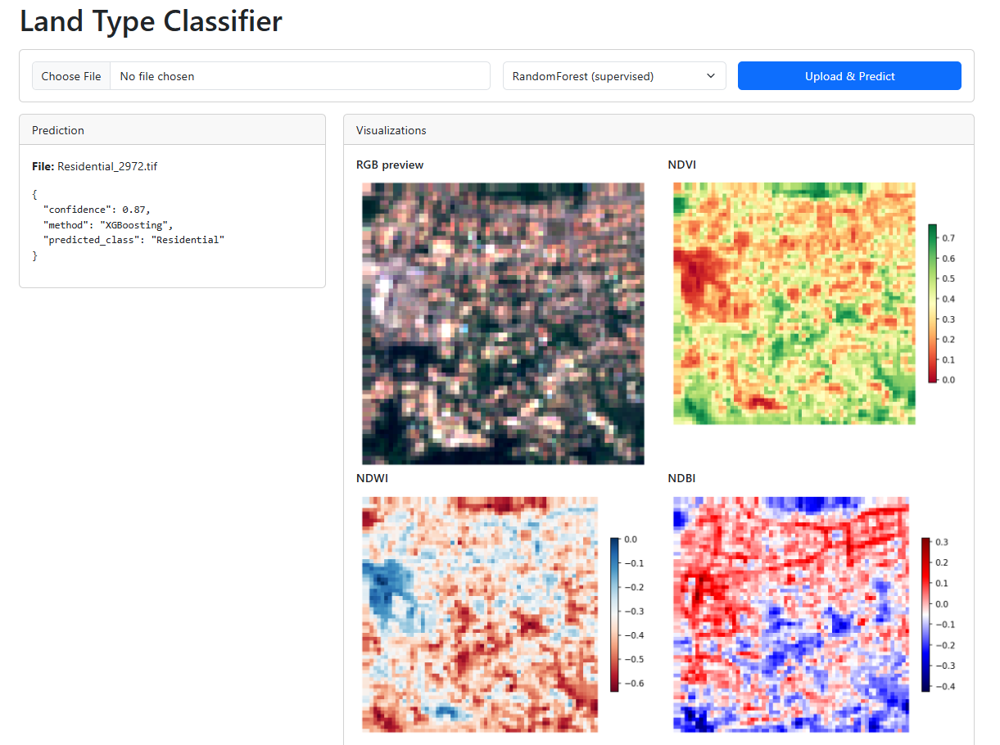 Land Type Classifier
Choose File No file chosen
RandomForest (supervised)
Upload & Predict
Prediction
File: Residential_2972.tif
{
  "confidence": 0.87,
  "method": "XGBoosting",
  "predicted_class": "Residential"
}
Visualizations
RGB preview
NDVI
0.7
0.6
0.5
0.4
0.3
0.2
0.1
0.0
NDWI
0.0
−0.1
−0.2
−0.3
−0.4
−0.5
−0.6
NDBI
0.3
0.2
0.1
0.0
−0.1
−0.2
−0.3
−0.4